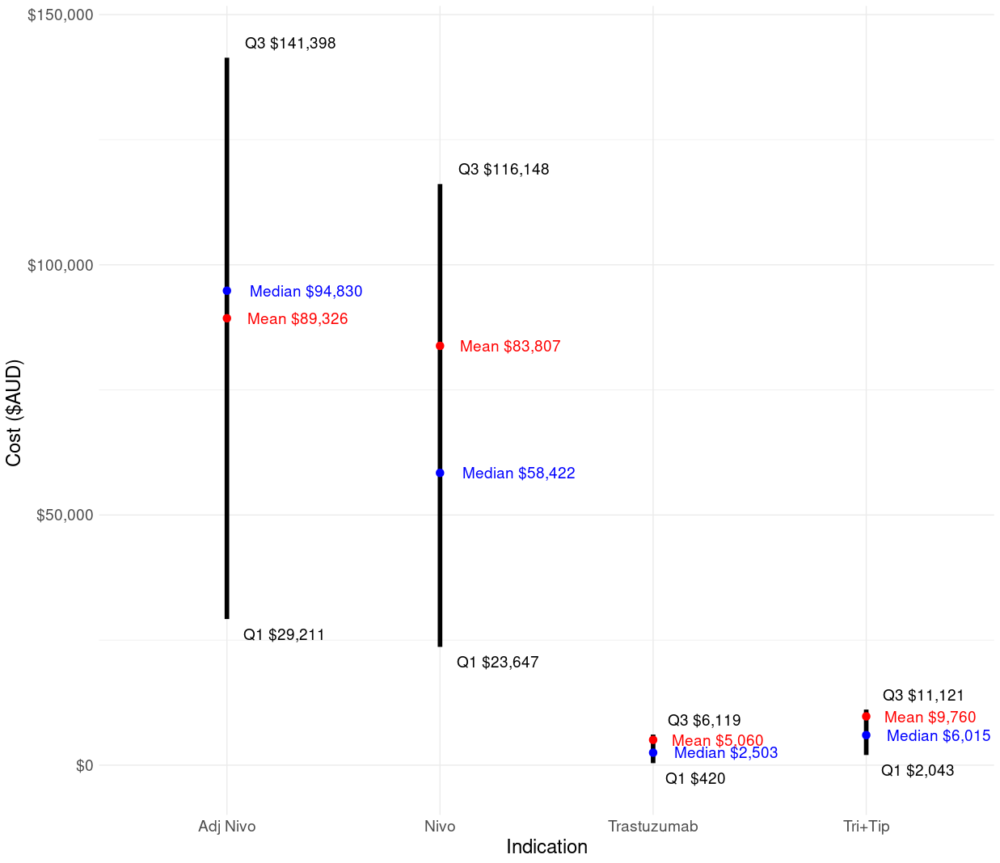 $150,000
Q3 $141,398
Q3 $116,148
$100,000
Median $94,830
Mean $89,326
Mean $83,807
Cost ($AUD)
Median $58,422
$50,000
Q1 $29,211
Q1 $23,647
Q3 $11,121
Q3 $6,119
Mean $9,760
Median $6,015
Mean $5,060
Median $2,503
$0
Q1 $2,043
Q1 $420
Adj Nivo
Nivo
Trastuzumab
Tri+Tip
Indication